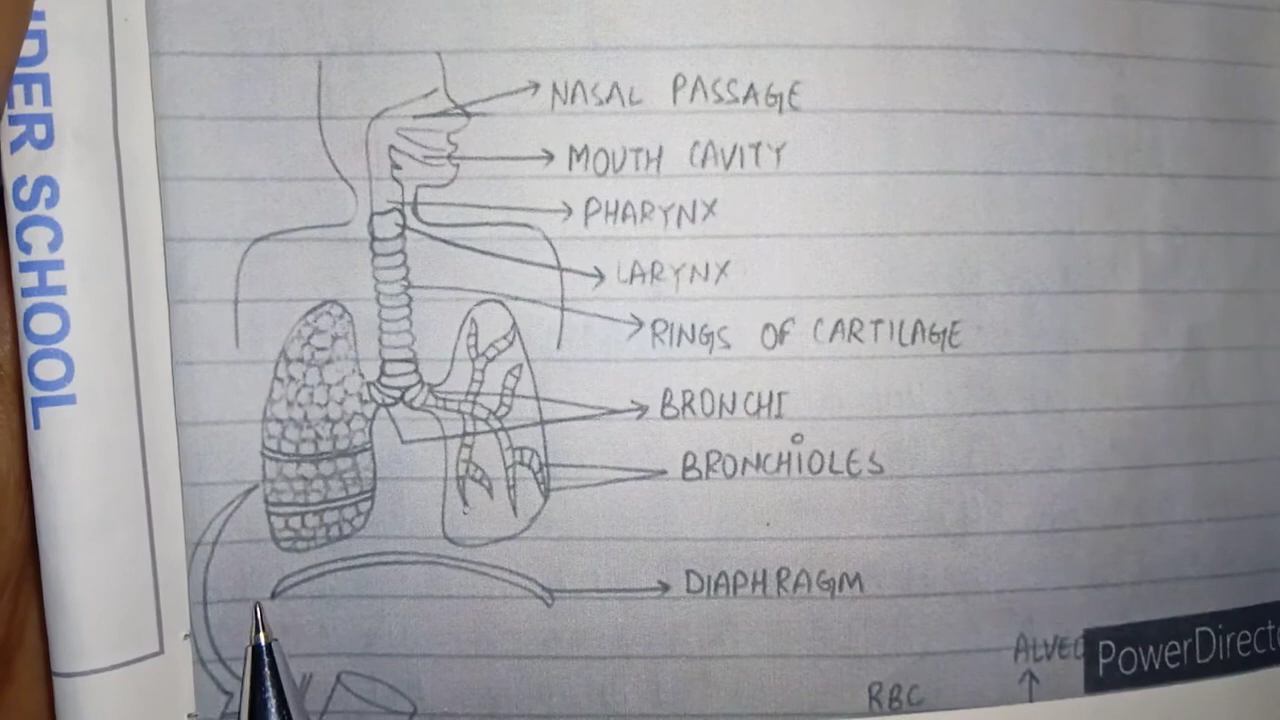 NASAL PASSAGE
MOUTH CAVITY
PHARYNX
LARYNX
RINGS OF CARTILAGE
BRONCHI
BRONCHIOLES
DIAPHRAGM
ALVEO
RBC
PowerDirect
DER SCHOOL